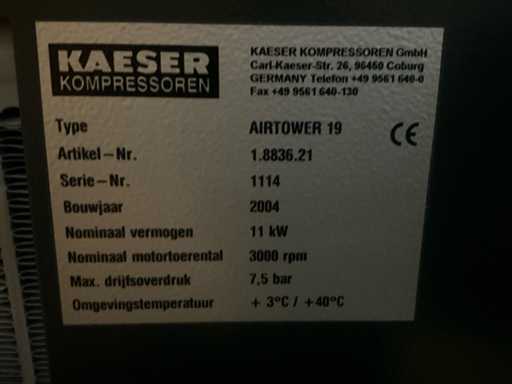 KAESER
KOMPRESSOREN
KAESER KOMPRESSOREN GmbH
Carl-Kaeser-Str. 26, 96450 Coburg
GERMANY Telefon +49 9561 640-0
Fax +49 9561 640-130
Type AIRTOWER 19
Artikel-Nr. 1.8836.21
Serie-Nr. 1114
Bouwjaar 2004
Nominaal vermogen 11 kW
Nominaal motortoerental 3000 rpm
Max. drijfsoverdruk 7,5 bar
Omgevingstemperatuur + 3°C / +40°C
CE